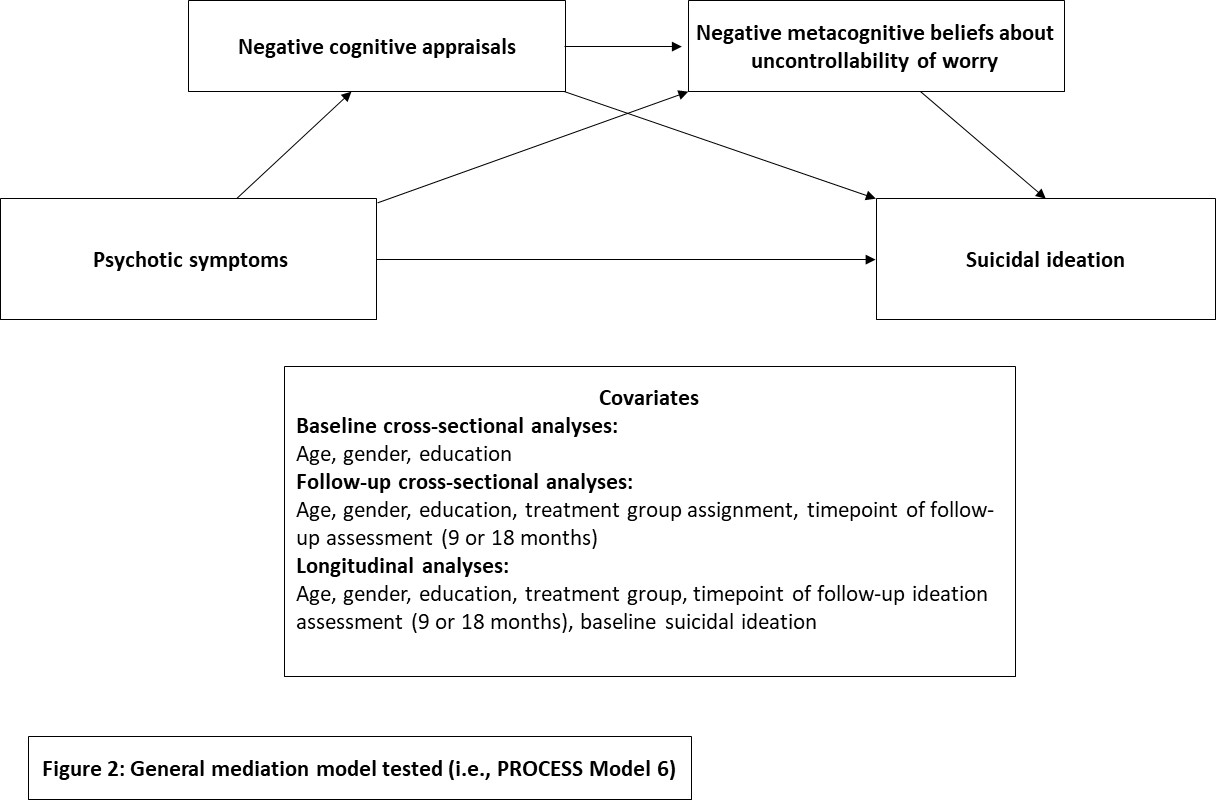 Negative cognitive appraisals
Negative metacognitive beliefs about
uncontrollability of worry
Psychotic symptoms
Suicidal ideation
Covariates
Baseline cross-sectional analyses:
Age, gender, education
Follow-up cross-sectional analyses:
Age, gender, education, treatment group assignment, timepoint of follow-
up assessment (9 or 18 months)
Longitudinal analyses:
Age, gender, education, treatment group, timepoint of follow-up ideation
assessment (9 or 18 months), baseline suicidal ideation
Figure 2: General mediation model tested (i.e., PROCESS Model 6)